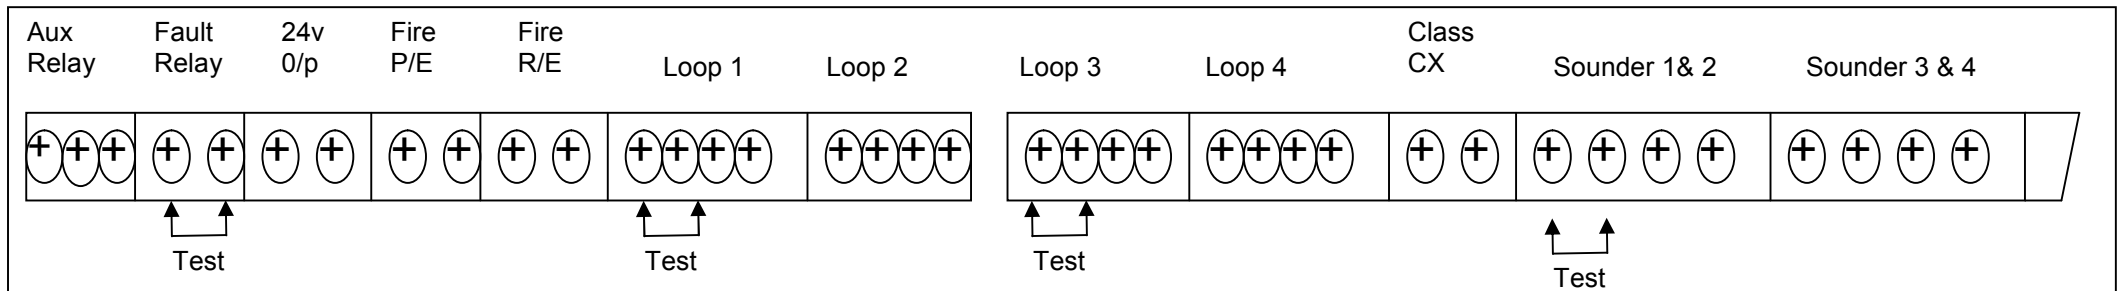 Aux
Relay
Fault
Relay
24v
0/p
Fire
P/E
Fire
R/E
Loop 1
Loop 2
Loop 3
Loop 4
Class
CX
Sounder 1& 2
Sounder 3 & 4
+ + + + + + + + + + + + + + + + + + +
+ + + + + + + + + + + + + + + + + +
Test
Test
Test
Test